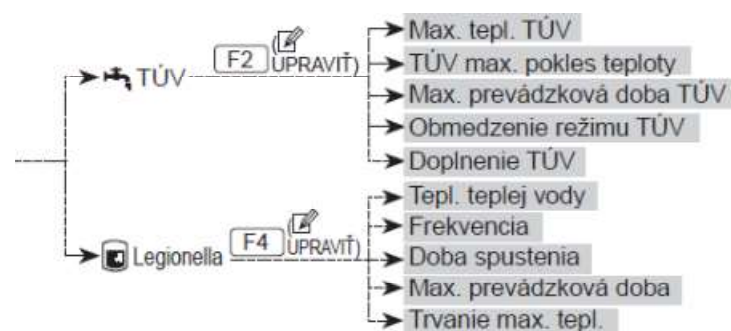 TÚV
F2
(
UPRAVIŤ)
Max. tepl. TÚV
TÚV max. pokles teploty
Max. prevádzková doba TÚV
Obmedzenie režimu TÚV
Doplnenie TÚV
Legionella
F4
(
UPRAVIŤ)
Tepl. teplej vody
Frekvencia
Doba spustenia
Max. prevádzková doba
Trvanie max. tepl.